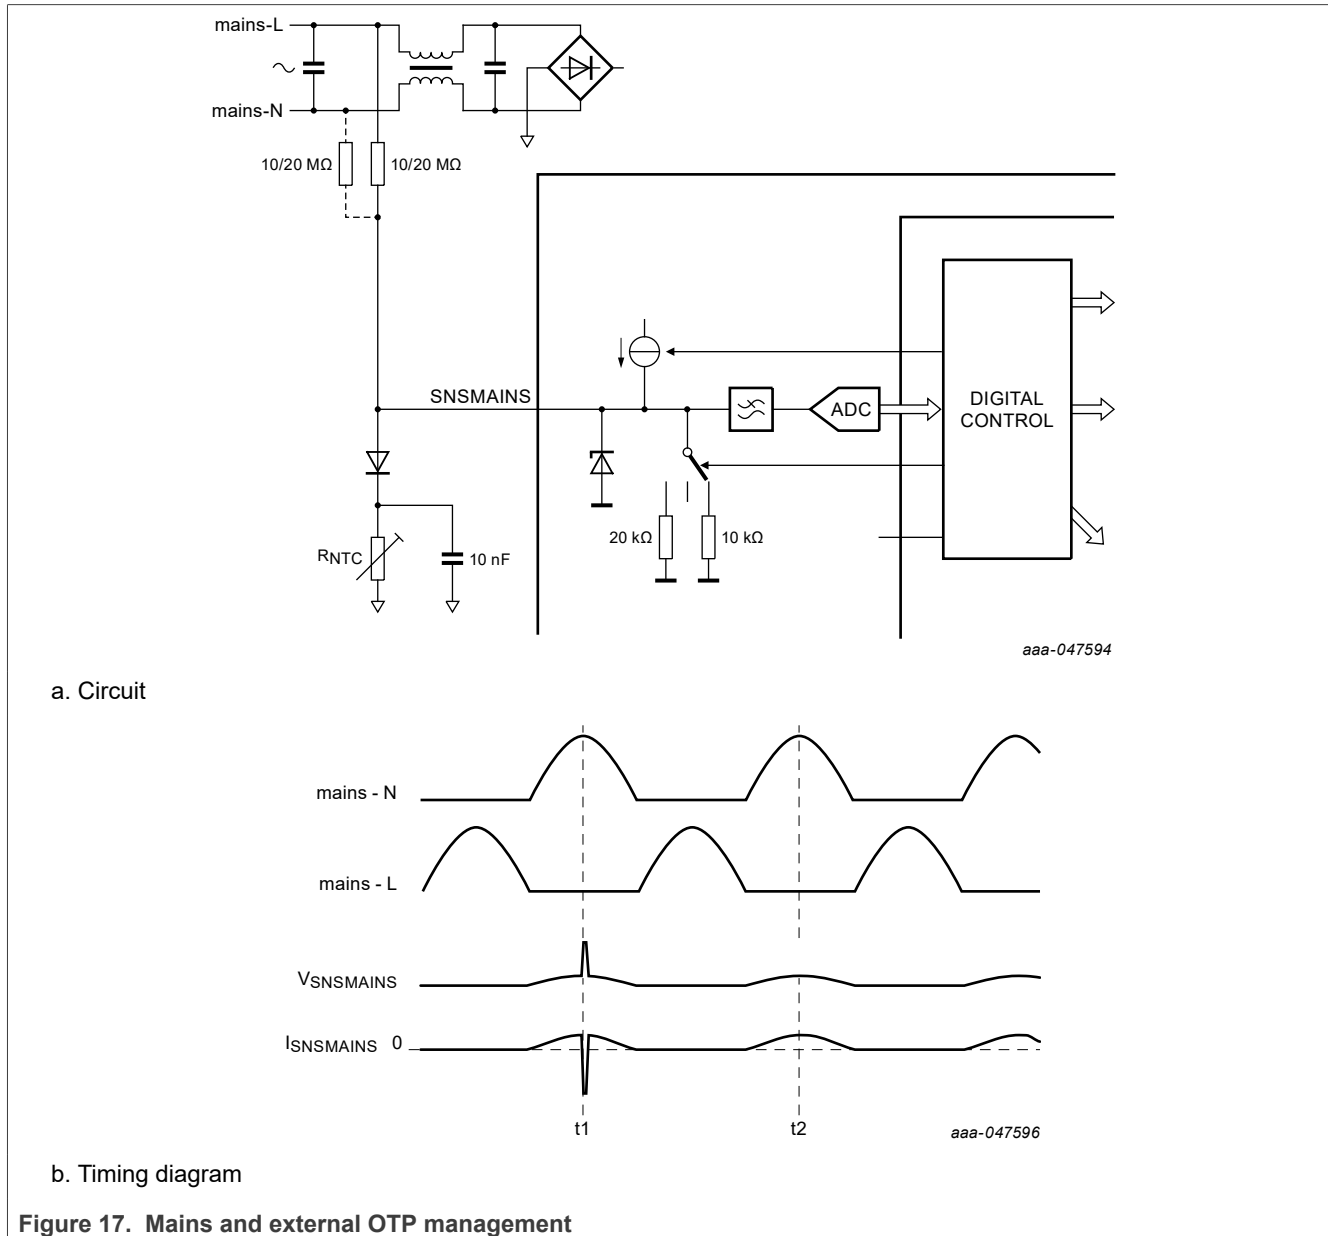 mains-L
mains-N
10/20 MΩ
10/20 MΩ
SNSMAINS
ADC
DIGITAL
CONTROL
20 kΩ
10 kΩ
RNTC
10 nF
aaa-047594
a. Circuit
mains - N
mains - L
VSNSMAINS
ISNSMAINS 0
t1
t2
aaa-047596
b. Timing diagram
Figure 17. Mains and external OTP management